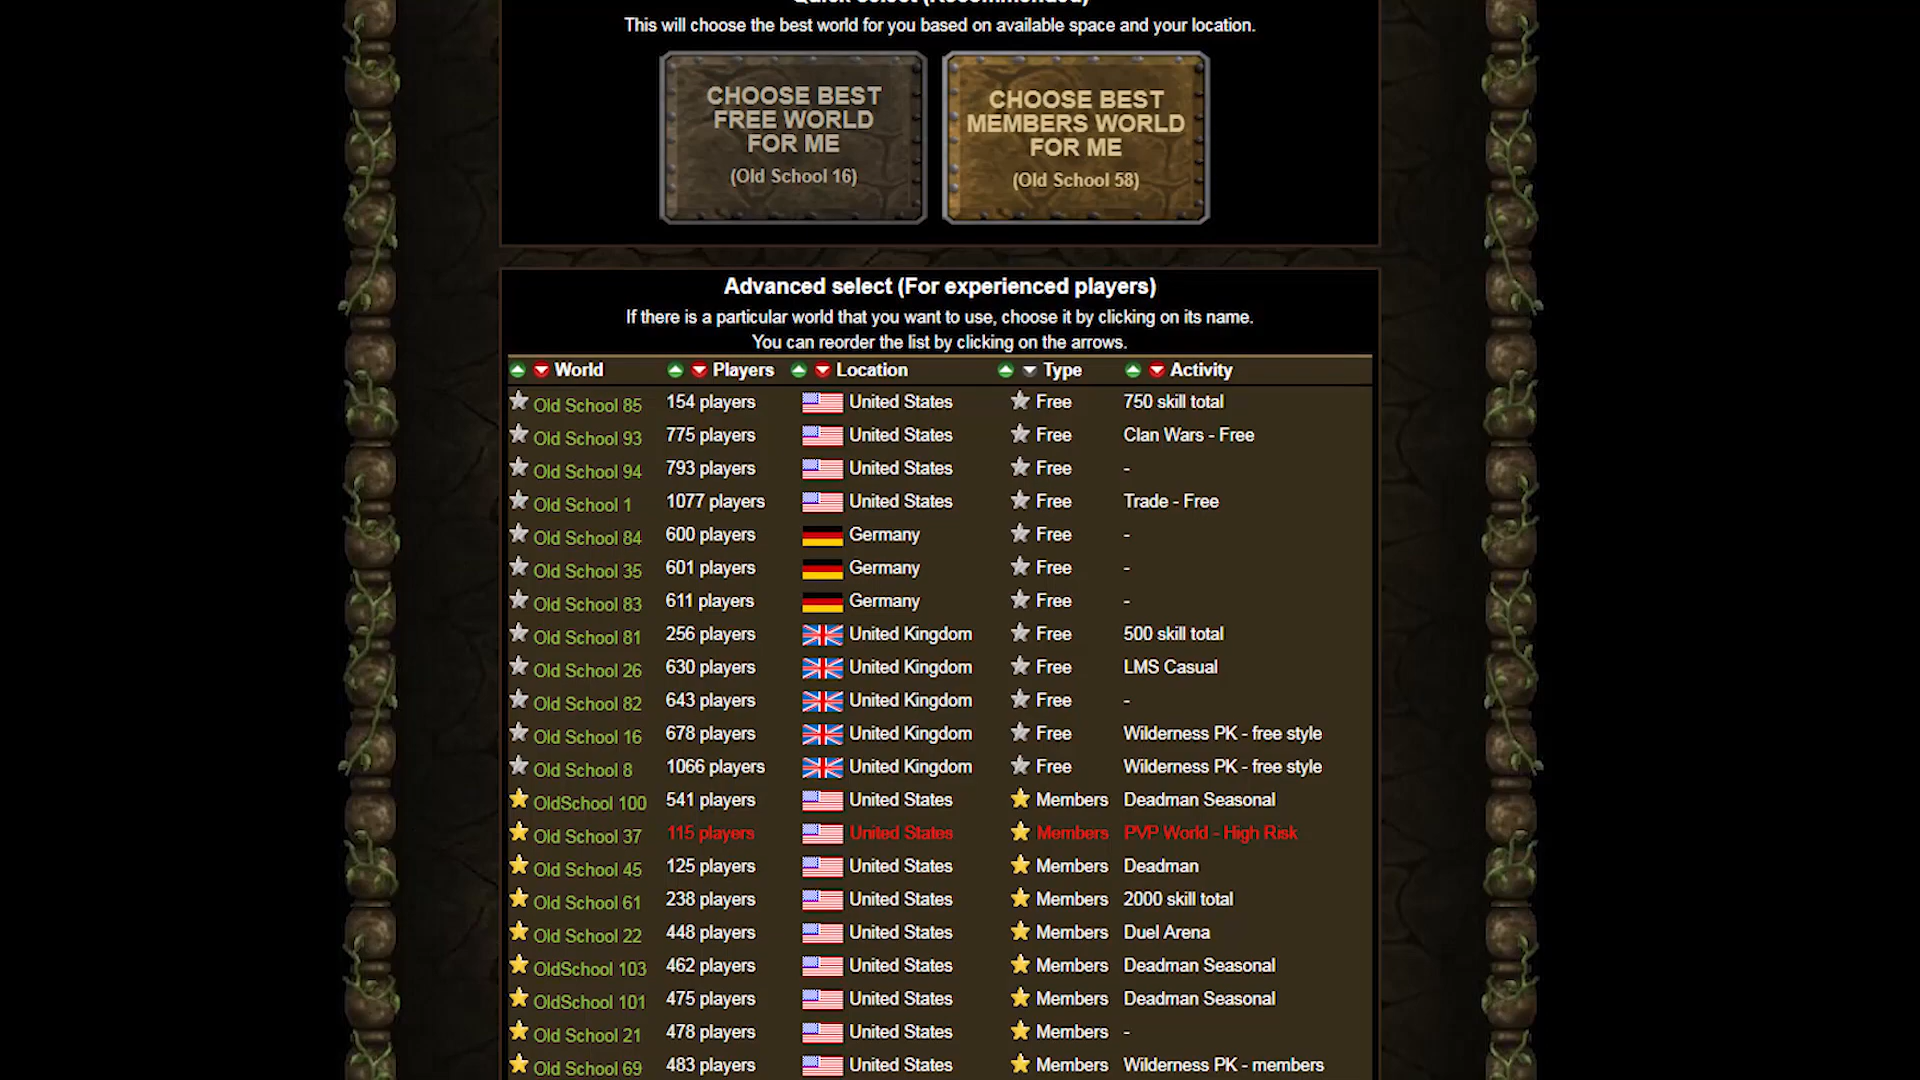 Quick select (Recommended)
This will choose the best world for you based on available space and your location.
CHOOSE BEST
FREE WORLD
FOR ME
(Old School 16)
CHOOSE BEST
MEMBERS WORLD
FOR ME
(Old School 58)
Advanced select (For experienced players)
If there is a particular world that you want to use, choose it by clicking on its name.
You can reorder the list by clicking on the arrows.
World Players Location Type Activity
Old School 85 154 players United States Free 750 skill total
Old School 93 775 players United States Free Clan Wars - Free
Old School 94 793 players United States Free -
Old School 1 1077 players United States Free Trade - Free
Old School 84 600 players Germany Free -
Old School 35 601 players Germany Free -
Old School 83 611 players Germany Free -
Old School 81 256 players United Kingdom Free 500 skill total
Old School 26 630 players United Kingdom Free LMS Casual
Old School 82 643 players United Kingdom Free -
Old School 16 678 players United Kingdom Free Wilderness PK - free style
Old School 8 1066 players United Kingdom Free Wilderness PK - free style
OldSchool 100 541 players United States Members Deadman Seasonal
Old School 37 115 players United States Members PVP World - High Risk
Old School 45 125 players United States Members Deadman
Old School 61 238 players United States Members 2000 skill total
Old School 22 448 players United States Members Duel Arena
OldSchool 103 462 players United States Members Deadman Seasonal
OldSchool 101 475 players United States Members Deadman Seasonal
Old School 21 478 players United States Members -
Old School 69 483 players United States Members Wilderness PK - members